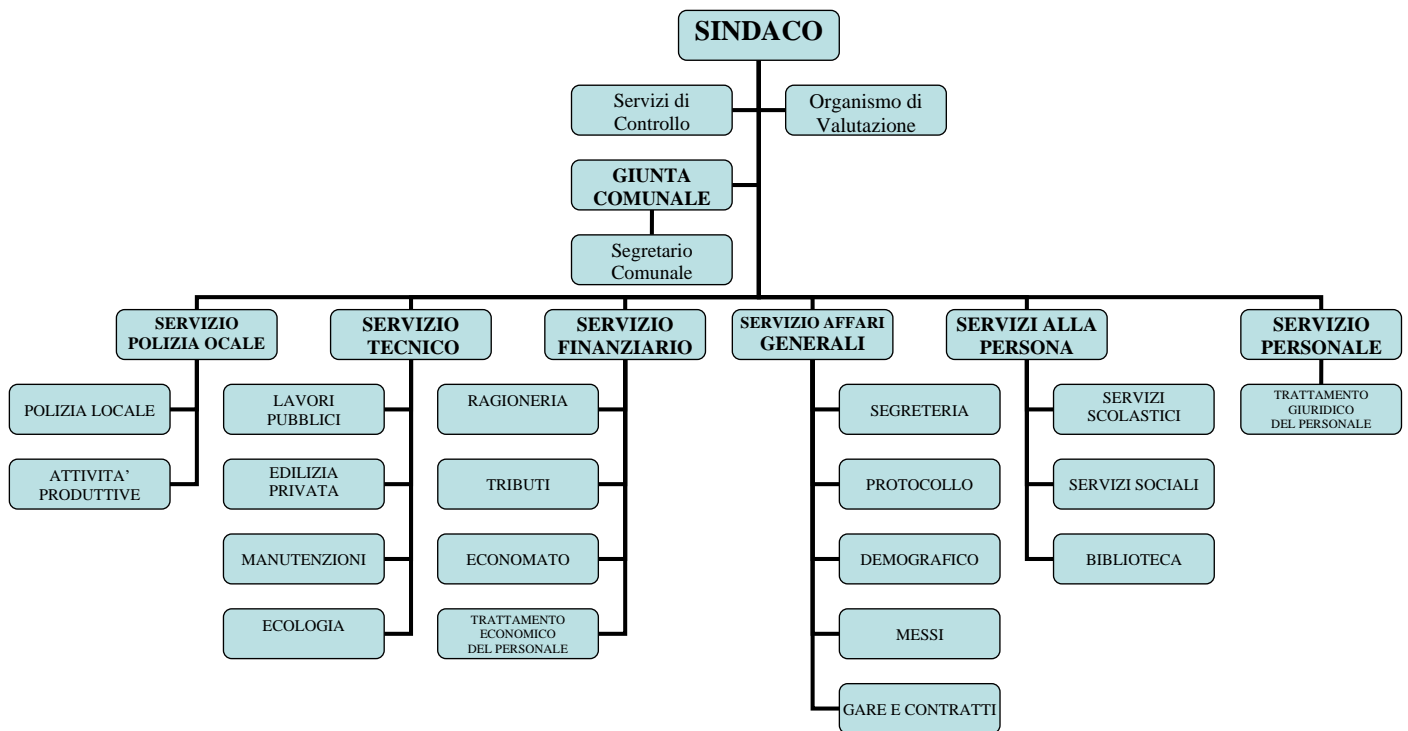 SINDACO
Servizi di
Controllo
Organismo di
Valutazione
GIUNTA
COMUNALE
Segretario
Comunale
SERVIZIO
POLIZIA OCALE
SERVIZIO
TECNICO
SERVIZIO
FINANZIARIO
SERVIZIO AFFARI
GENERALI
SERVIZI ALLA
PERSONA
SERVIZIO
PERSONALE
POLIZIA LOCALE
LAVORI
PUBBLICI
RAGIONERIA
SEGRETERIA
SERVIZI
SCOLASTICI
TRATTAMENTO
GIURIDICO
DEL PERSONALE
ATTIVITA’
PRODUTTIVE
EDILIZIA
PRIVATA
TRIBUTI
PROTOCOLLO
SERVIZI SOCIALI
MANUTENZIONI
ECONOMATO
DEMOGRAFICO
BIBLIOTECA
ECOLOGIA
TRATTAMENTO
ECONOMICO
DEL PERSONALE
MESSI
GARE E CONTRATTI